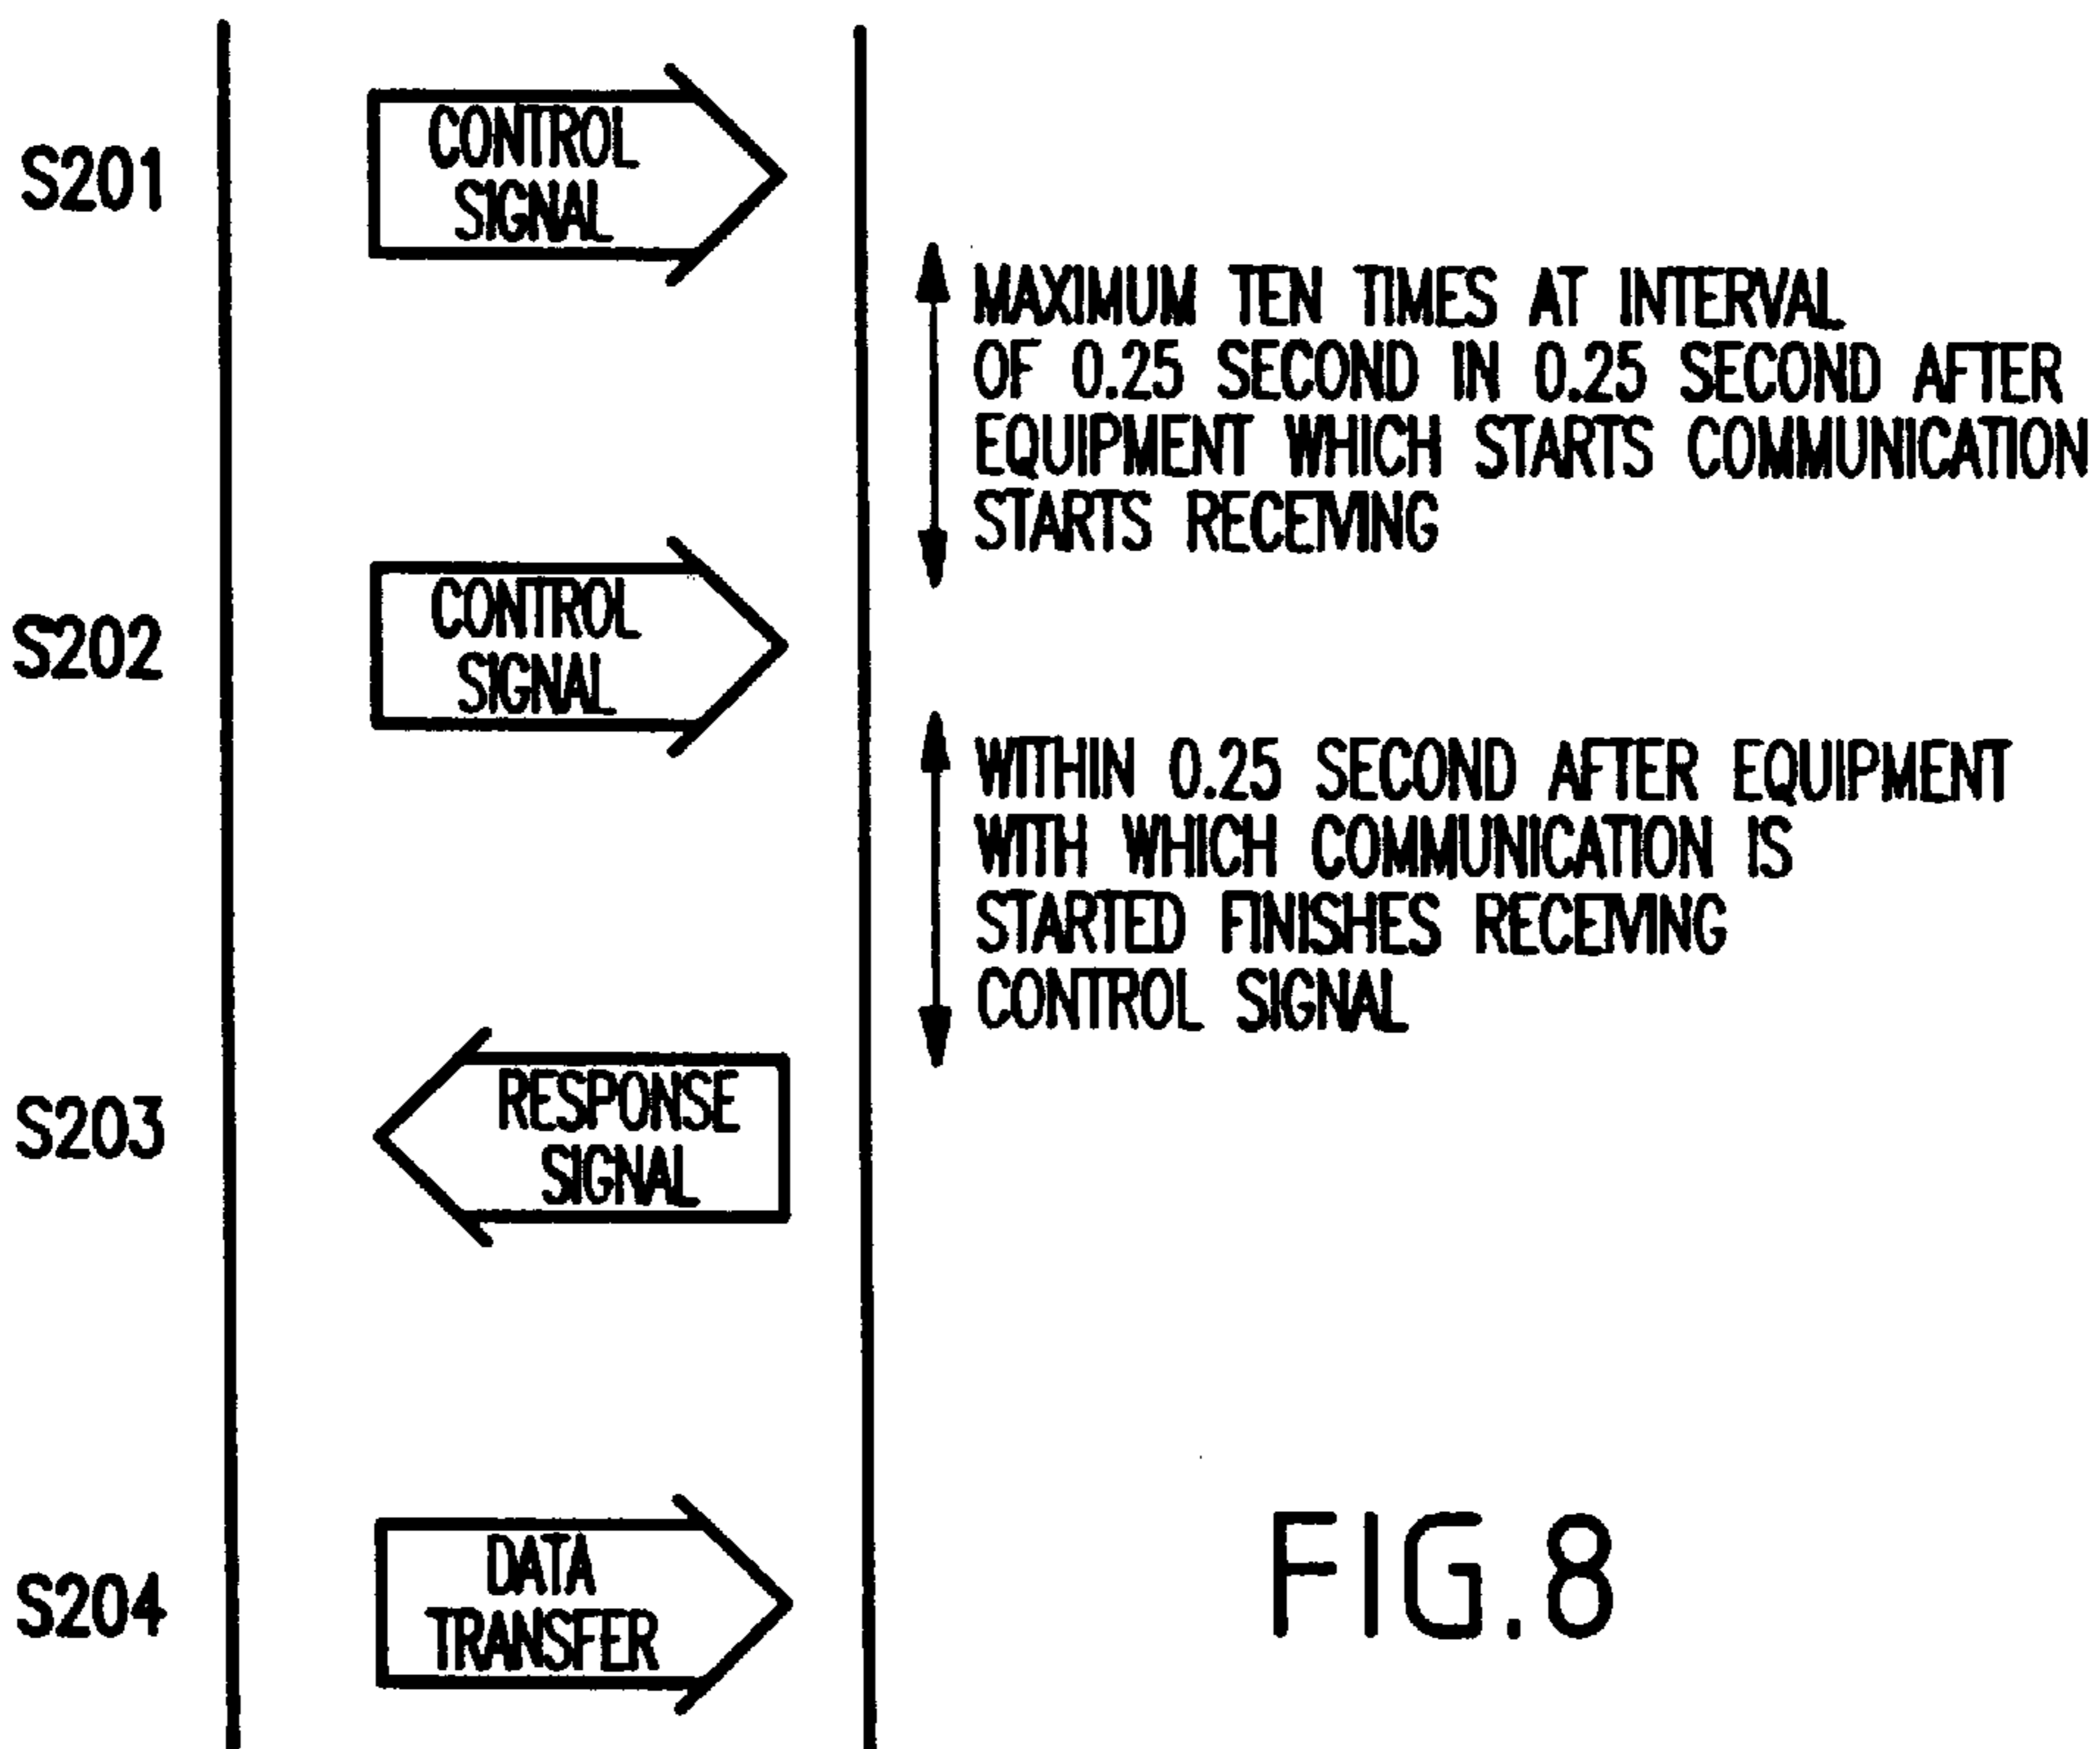 S201
CONTROL
SIGNAL
MAXIMUM TEN TIMES AT INTERVAL
OF 0.25 SECOND IN 0.25 SECOND AFTER
EQUIPMENT WHICH STARTS COMMUNICATION
STARTS RECEIVING
S202
CONTROL
SIGNAL
WITHIN 0.25 SECOND AFTER EQUIPMENT
WITH WHICH COMMUNICATION IS
STARTED FINISHES RECEIVING
CONTROL SIGNAL
S203
RESPONSE
SIGNAL
S204
DATA
TRANSFER
FIG.8